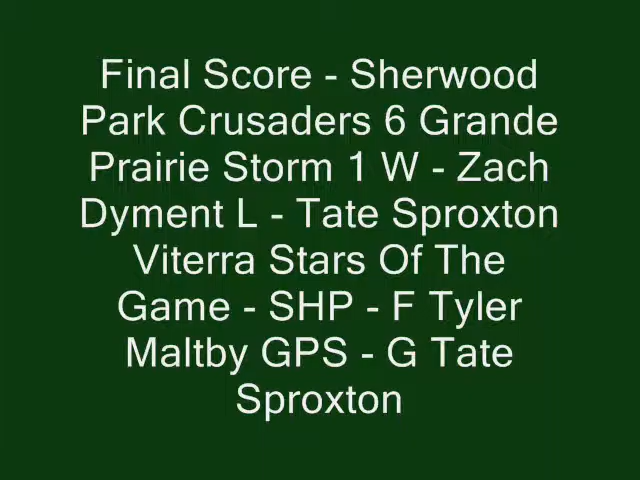 Final Score - Sherwood
Park Crusaders 6 Grande
Prairie Storm 1 W - Zach
Dyment L - Tate Sproxton
Viterra Stars Of The
Game - SHP - F Tyler
Maltby GPS - G Tate
Sproxton